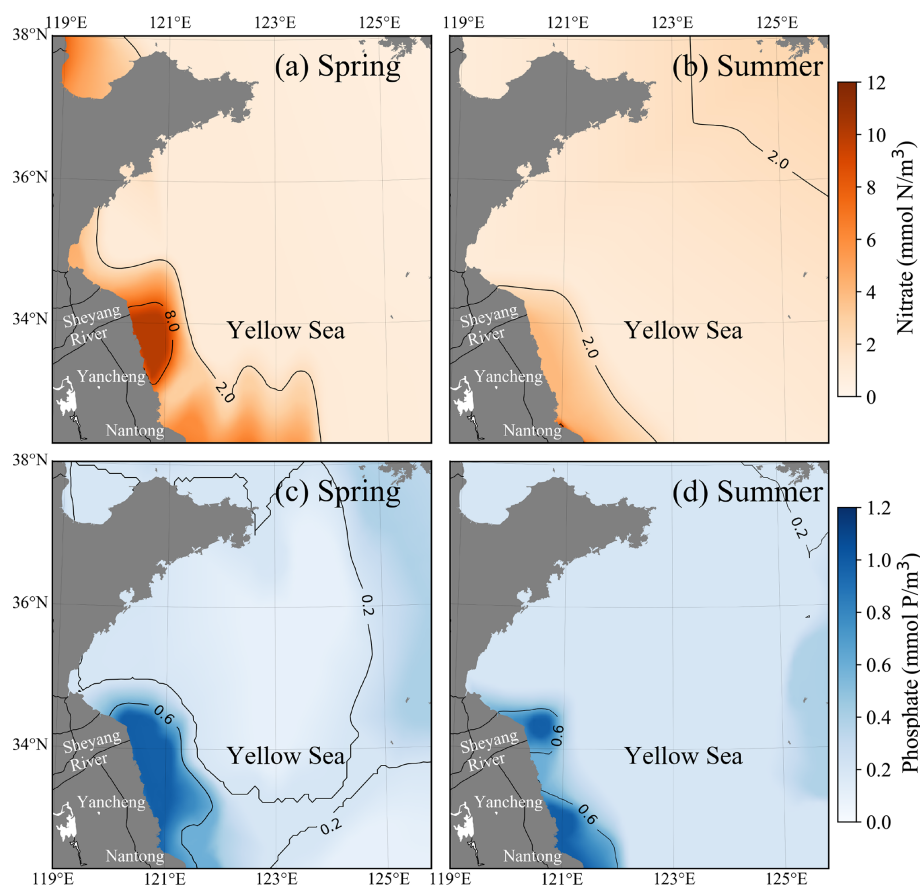 119°E 121°E 123°E 125°E 119°E 121°E 123°E 125°E
38°N
(a) Spring
(b) Summer
36°N
34°N
2.0
8.0
2.0
2.0
Sheyang
River
Yancheng
Nantong
Yellow Sea
Sheyang
River
Yancheng
Nantong
Yellow Sea
12
10
8
6
4
2
0
Nitrate (mmol N/m³)
38°N
(c) Spring
(d) Summer
36°N
34°N
0.2
0.6
0.2
0.2
0.6
0.6
Sheyang
River
Yancheng
Nantong
Yellow Sea
Sheyang
River
Yancheng
Nantong
Yellow Sea
1.2
1.0
0.8
0.6
0.4
0.2
0.0
Phosphate (mmol P/m³)
119°E 121°E 123°E 125°E 119°E 121°E 123°E 125°E